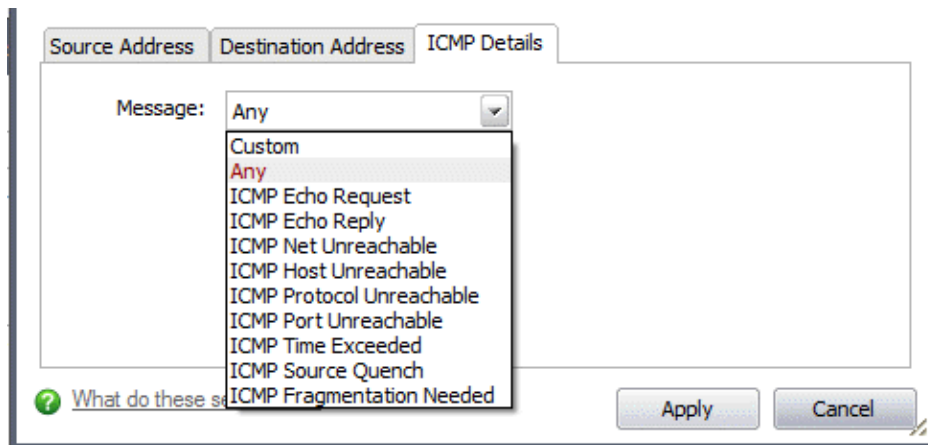 Source Address Destination Address ICMP Details
Message: Any
Custom
Any
ICMP Echo Request
ICMP Echo Reply
ICMP Net Unreachable
ICMP Host Unreachable
ICMP Protocol Unreachable
ICMP Port Unreachable
ICMP Time Exceeded
ICMP Source Quench
ICMP Fragmentation Needed
What do these
Apply Cancel